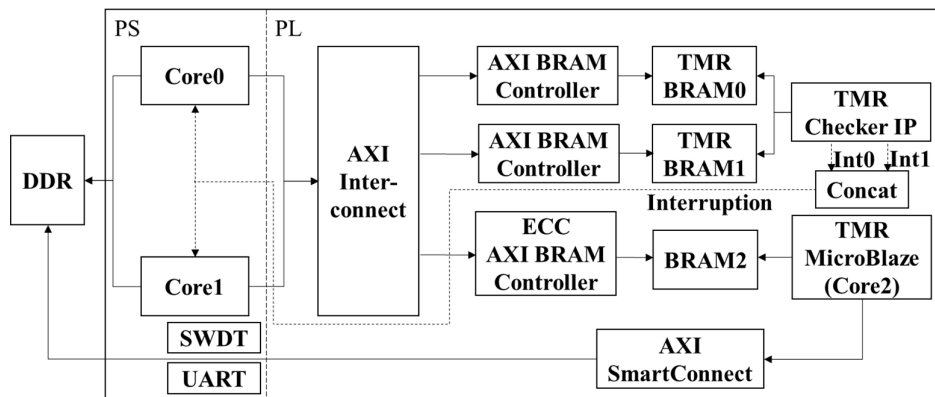 PS
PL
Core0
AXI BRAM
Controller
TMR
BRAM0
TMR
Checker IP
AXI
Inter-
connect
DDR
AXI BRAM
Controller
TMR
BRAM1
Int0
Int1
Concat
Interruption
ECC
AXI BRAM
Controller
BRAM2
TMR
MicroBlaze
(Core2)
Core1
SWDT
UART
AXI
SmartConnect